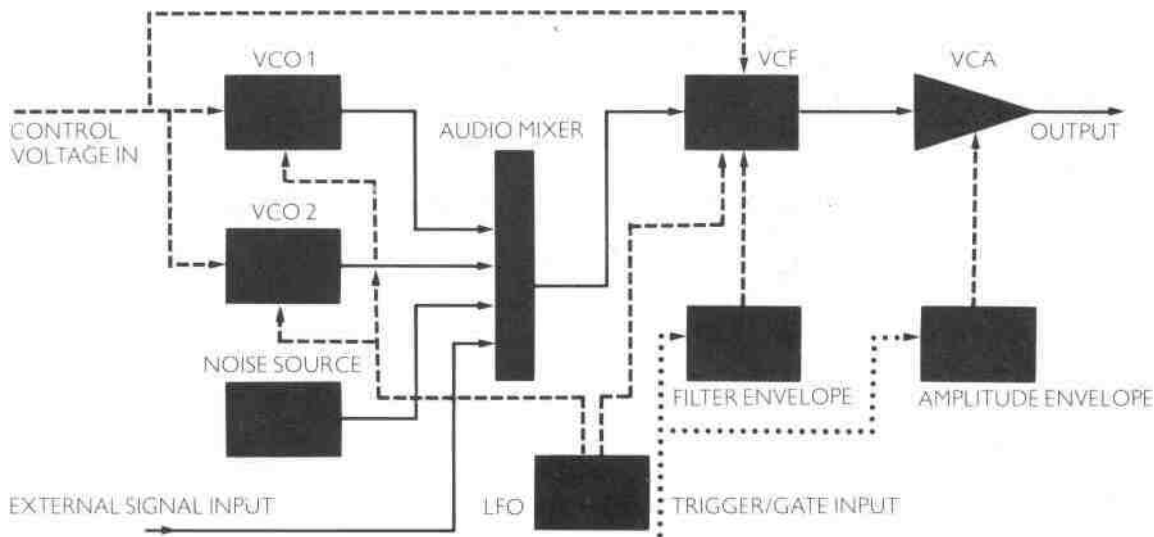 VCO 1
VCF
VCA
CONTROL
VOLTAGE IN
AUDIO MIXER
OUTPUT
VCO 2
NOISE SOURCE
FILTER ENVELOPE
AMPLITUDE ENVELOPE
EXTERNAL SIGNAL INPUT
LFO
TRIGGER/GATE INPUT